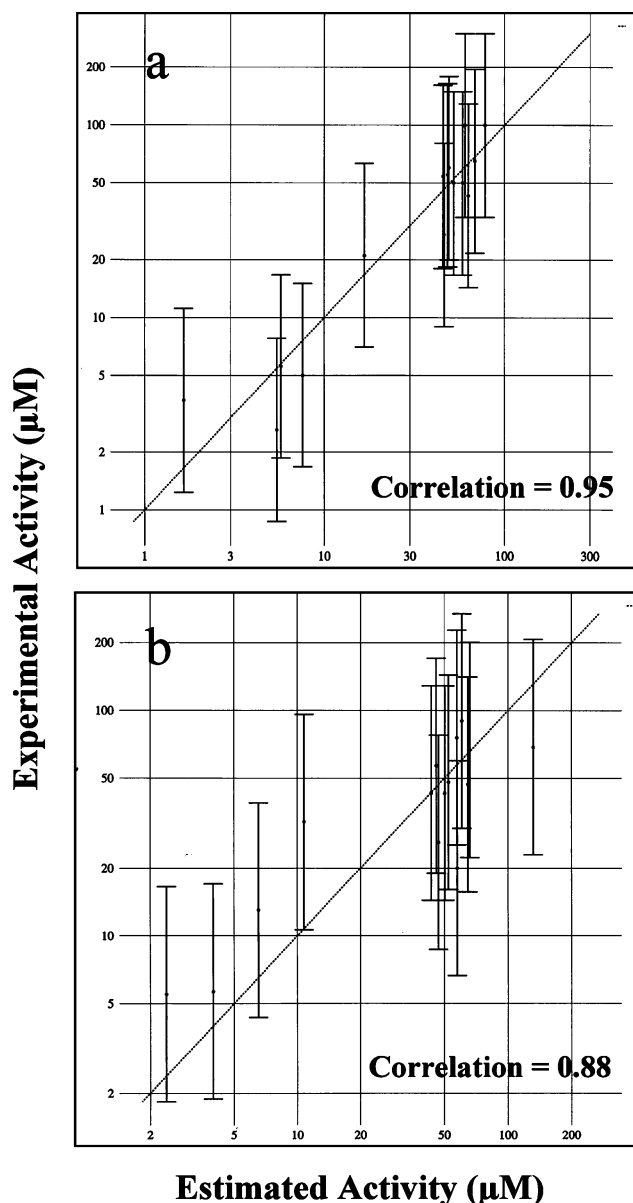 a
200
100
50
20
10
5
2
1
Correlation = 0.95
1 3 10 30 100 300
b
200
100
50
20
10
5
2
Correlation = 0.88
2 5 10 20 50 100 200
Experimental Activity (μM)
Estimated Activity (μM)